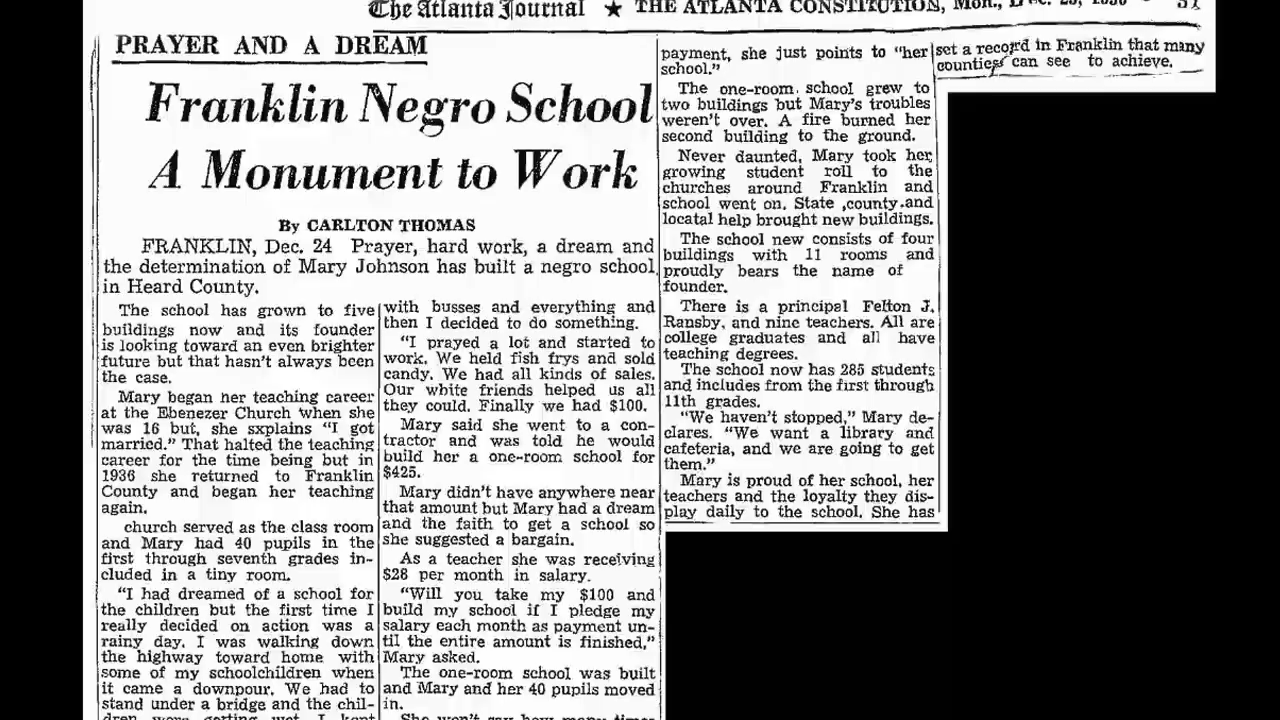 The Atlanta Journal ★ THE ATLANTA CONSTITUTION, Mon., Dec.
PRAYER AND A DREAM
Franklin Negro School
A Monument to Work
By CARLTON THOMAS
FRANKLIN, Dec. 24 Prayer, hard work, a dream and
the determination of Mary Johnson has built a negro school
in Heard County.
The school has grown to five
buildings now and its founder
is looking toward an even brighter
future but that hasn't always been
the case.
Mary began her teaching career
at the Ebenezer Church when she
was 16 but, she sxplains "I got
married." That halted the teaching
career for the time being but in
1936 she returned to Franklin
County and began her teaching
again.
church served as the class room
and Mary had 40 pupils in the
first through seventh grades in-
cluded in a tiny room.
"I had dreamed of a school for
the children but the first time I
really decided on action was a
rainy day. I was walking down
the highway toward home with
some of my schoolchildren when
it came a downpour. We had to
stand under a bridge and the chil-
dren were getting wet. I kept
with busses and everything and
then I decided to do something.
"I prayed a lot and started to
work. We held fish frys and sold
candy. We had all kinds of sales.
Our white friends helped us all
they could. Finally we had $100.
Mary said she went to a con-
tractor and was told he would
build her a one-room school for
$425.
Mary didn't have anywhere near
that amount but Mary had a dream
and the faith to get a school so
she suggested a bargain.
As a teacher she was receiving
$28 per month in salary.
"Will you take my $100 and
build my school if I pledge my
salary each month as payment un-
til the entire amount is finished,"
Mary asked.
The one-room school was built
and Mary and her 40 pupils moved
in.
She won't say how many times
payment, she just points to "her
school."
The one-room school grew to
two buildings but Mary's troubles
weren't over. A fire burned her
second building to the ground.
Never daunted, Mary took her
growing student roll to the
churches around Franklin and
school went on. State ,county.and
locatal help brought new buildings.
The school new consists of four
buildings with 11 rooms and
proudly bears the name of
founder.
There is a principal Felton J.
Ransby, and nine teachers. All are
college graduates and all have
teaching degrees.
The school now has 285 students
and includes from the first through
11th grades.
"We haven't stopped," Mary de-
clares. "We want a library and
cafeteria, and we are going to get
them."
Mary is proud of her school, her
teachers and the loyalty they dis-
play daily to the school. She has
set a record in Franklin that many
counties can see to achieve.